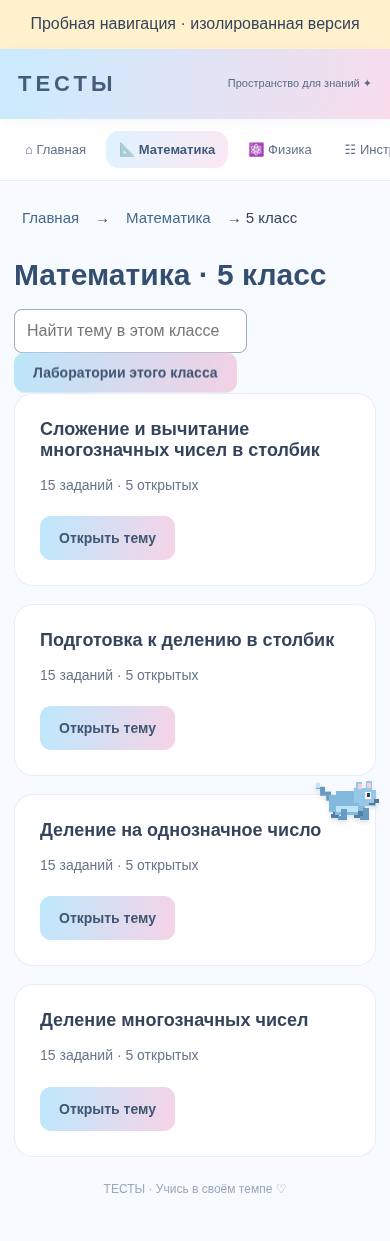 Пробная навигация · изолированная версия
ТЕСТЫ
Пространство для знаний ✦
⌂ Главная
📐 Математика
⚛️ Физика
☷ Инст
Главная → Математика → 5 класс
Математика · 5 класс
Найти тему в этом классе
Лаборатории этого класса
Сложение и вычитание
многозначных чисел в столбик
15 заданий · 5 открытых
Открыть тему
Подготовка к делению в столбик
15 заданий · 5 открытых
Открыть тему
Деление на однозначное число
15 заданий · 5 открытых
Открыть тему
Деление многозначных чисел
15 заданий · 5 открытых
Открыть тему
ТЕСТЫ · Учись в своём темпе ♡